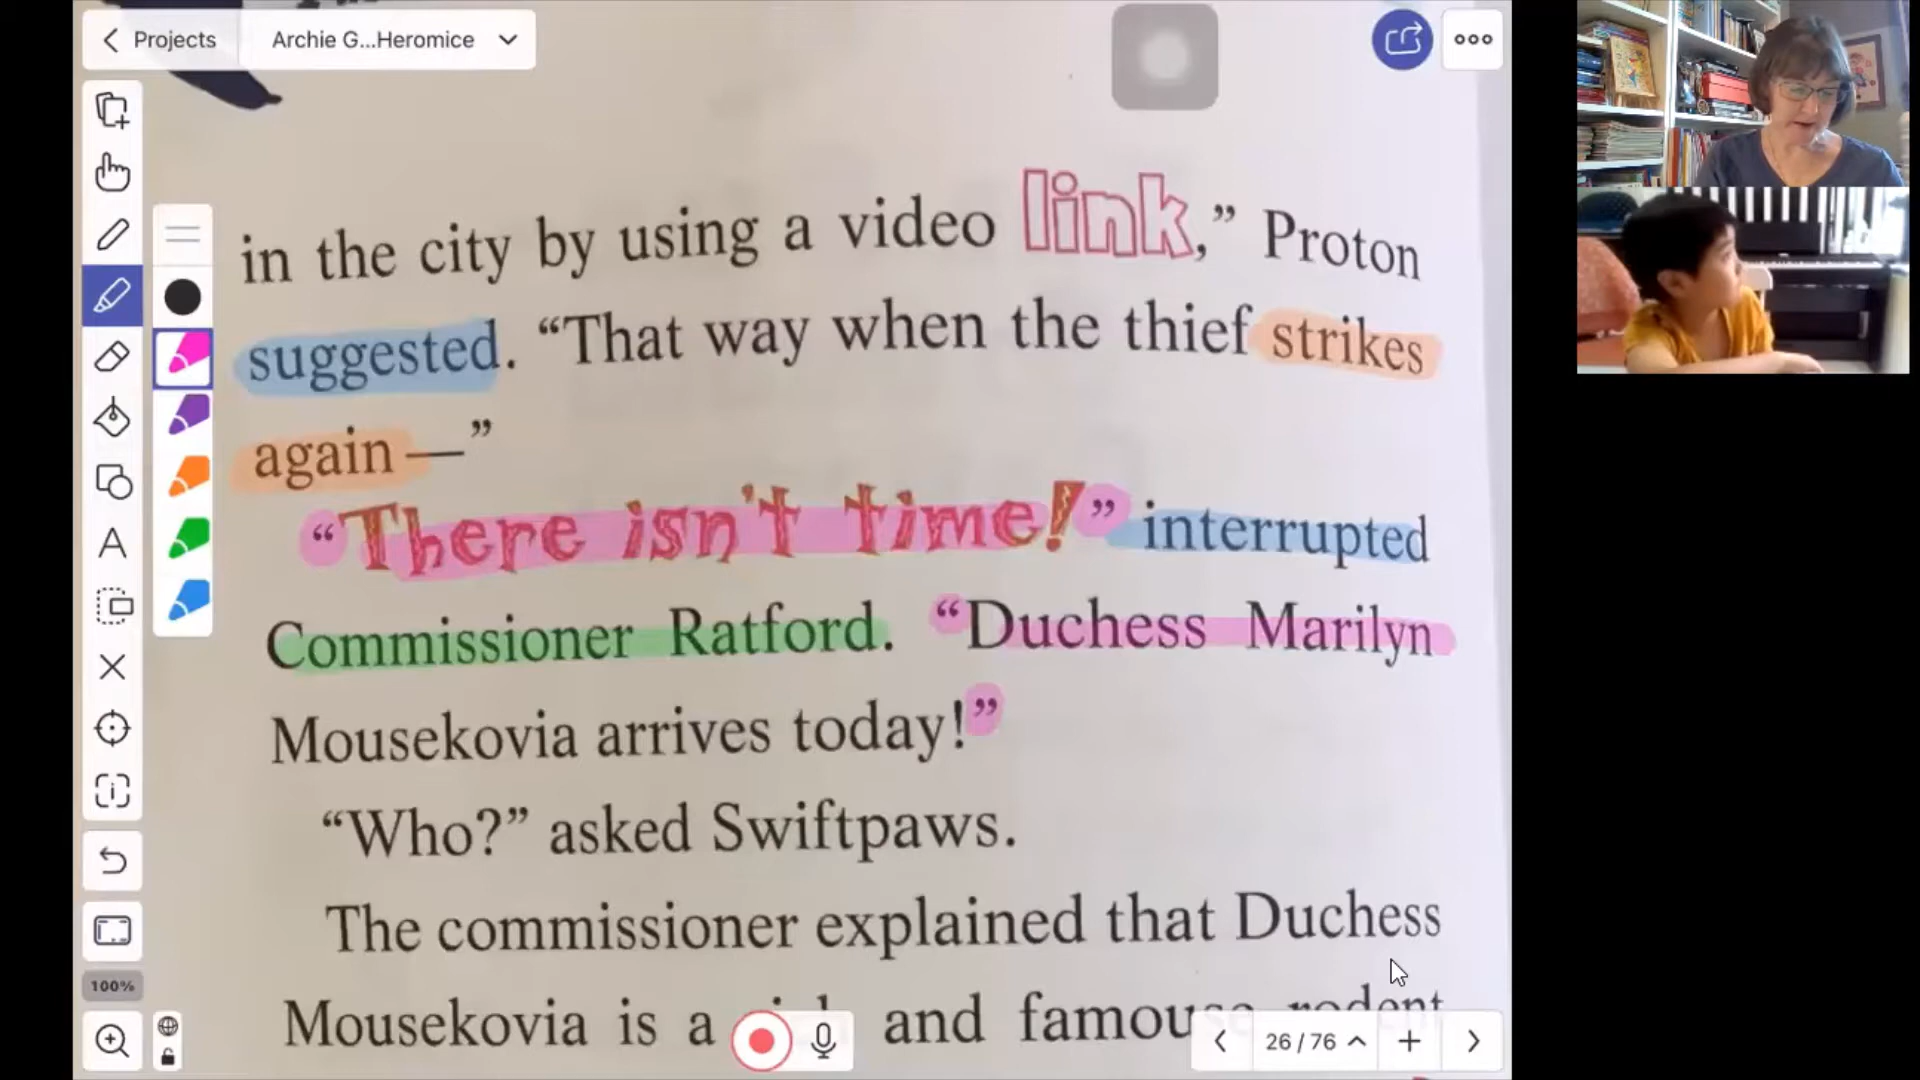 Projects
Archie G...Heromice
in the city by using a video link,” Proton
suggested. “That way when the thief strikes
again—”
“There isn't time!” interrupted
Commissioner Ratford. “Duchess Marilyn
Mousekovia arrives today!”
“Who?” asked Swiftpaws.
The commissioner explained that Duchess
Mousekovia is a and famouse rodent
100%
26/76